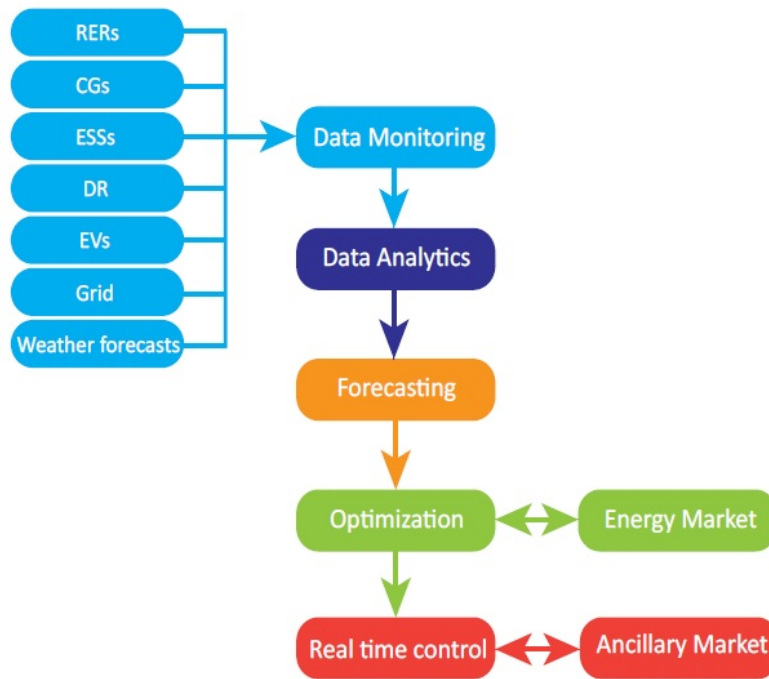 RERs
CGs
ESSs
DR
EVs
Grid
Weather forecasts
Data Monitoring
Data Analytics
Forecasting
Optimization
Energy Market
Real time control
Ancillary Market